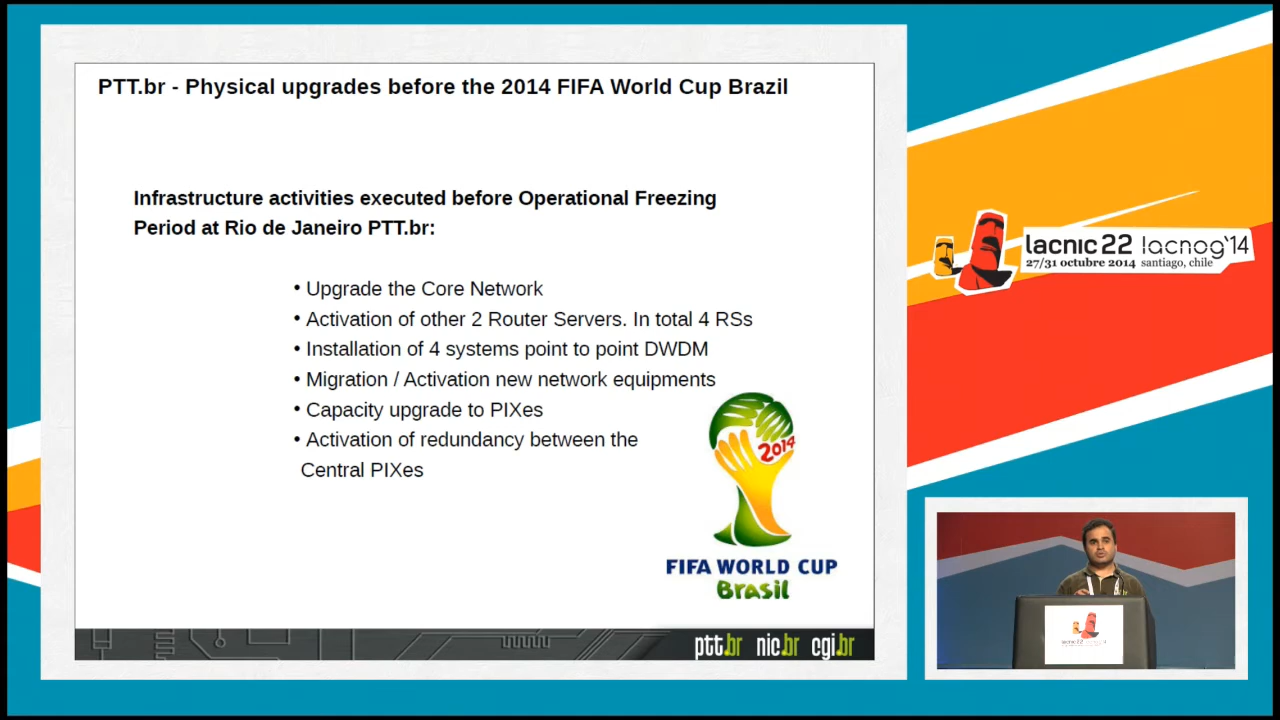 PTT.br - Physical upgrades before the 2014 FIFA World Cup Brazil
Infrastructure activities executed before Operational Freezing
Period at Rio de Janeiro PTT.br:
• Upgrade the Core Network
• Activation of other 2 Router Servers. In total 4 RSs
• Installation of 4 systems point to point DWDM
• Migration / Activation new network equipments
• Capacity upgrade to PIXes
• Activation of redundancy between the
Central PIXes
2014
FIFA WORLD CUP
Brasil
ptt.br nic.br cgi.br
lacnic 22 lacnog'14
27/31 octubre 2014 santiago, chile